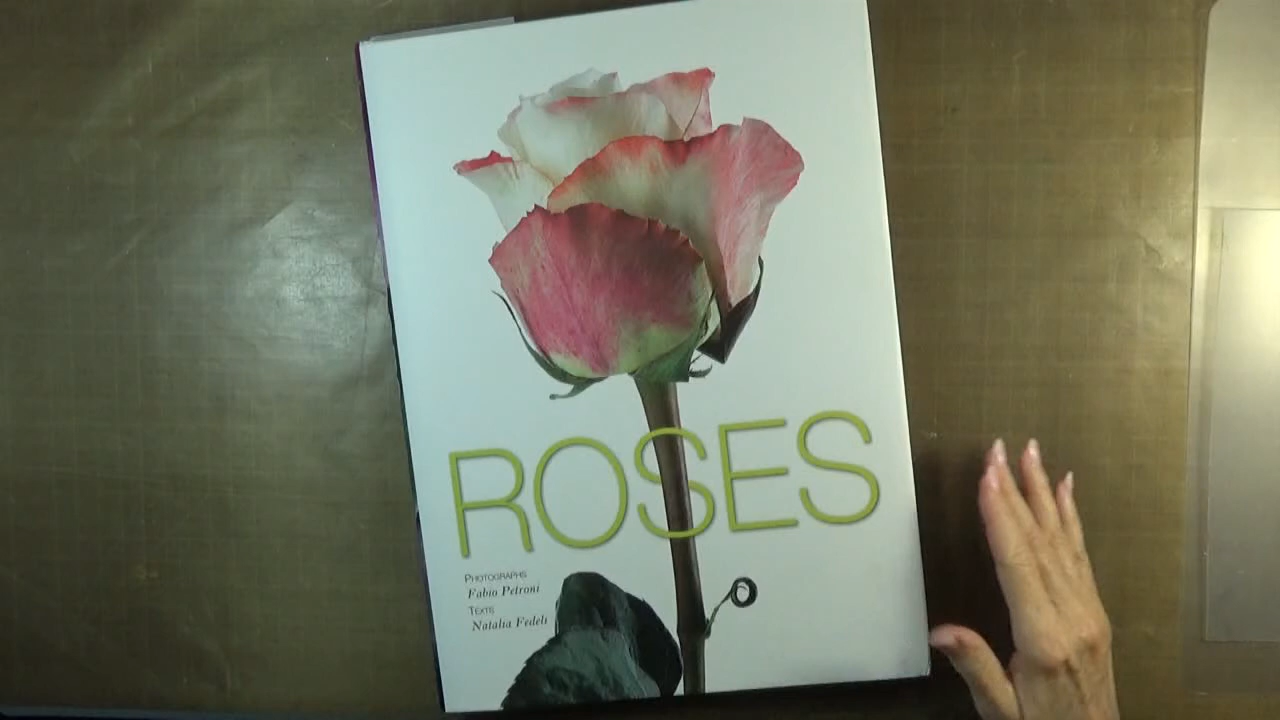 ROSES
PHOTOGRAPHS
Fabio Petroni
TEXTS
Natalia Fedeli